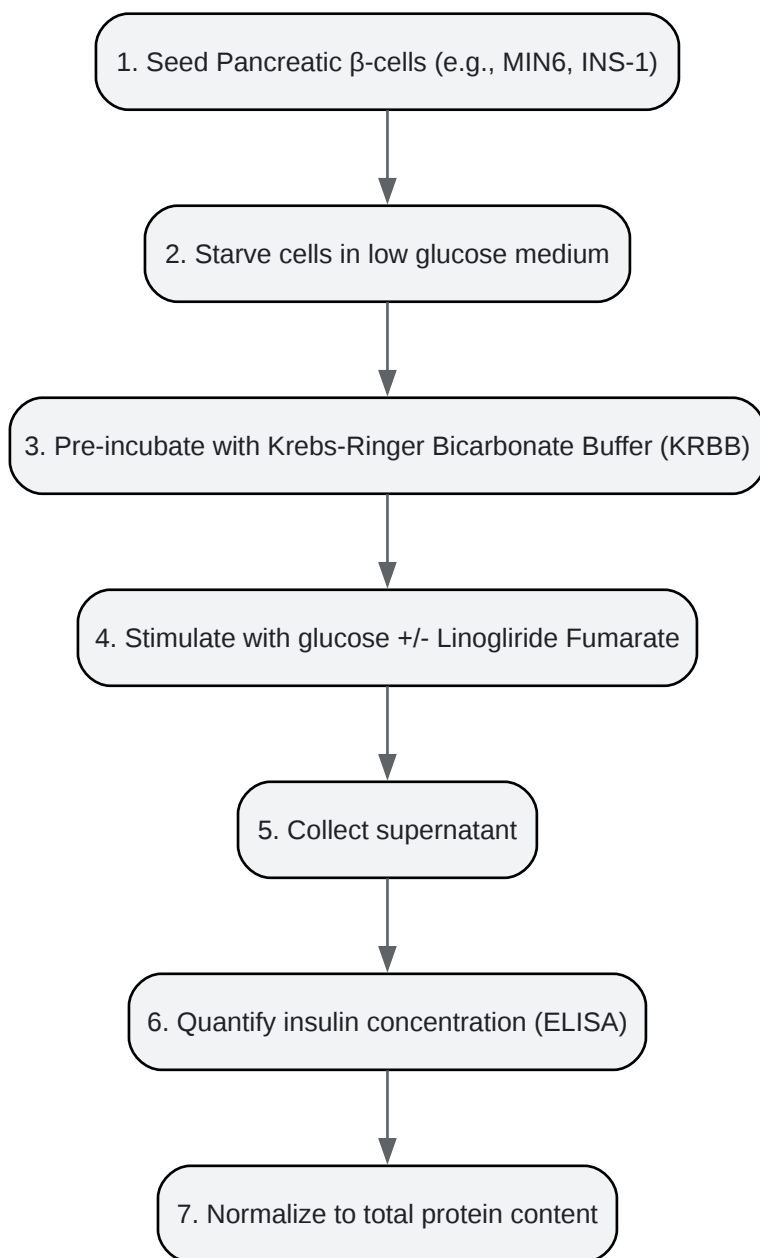 1. Seed Pancreatic β-cells (e.g., MIN6, INS-1)
2. Starve cells in low glucose medium
3. Pre-incubate with Krebs-Ringer Bicarbonate Buffer (KRBB)
4. Stimulate with glucose +/- Linogliride Fumarate
5. Collect supernatant
6. Quantify insulin concentration (ELISA)
7. Normalize to total protein content